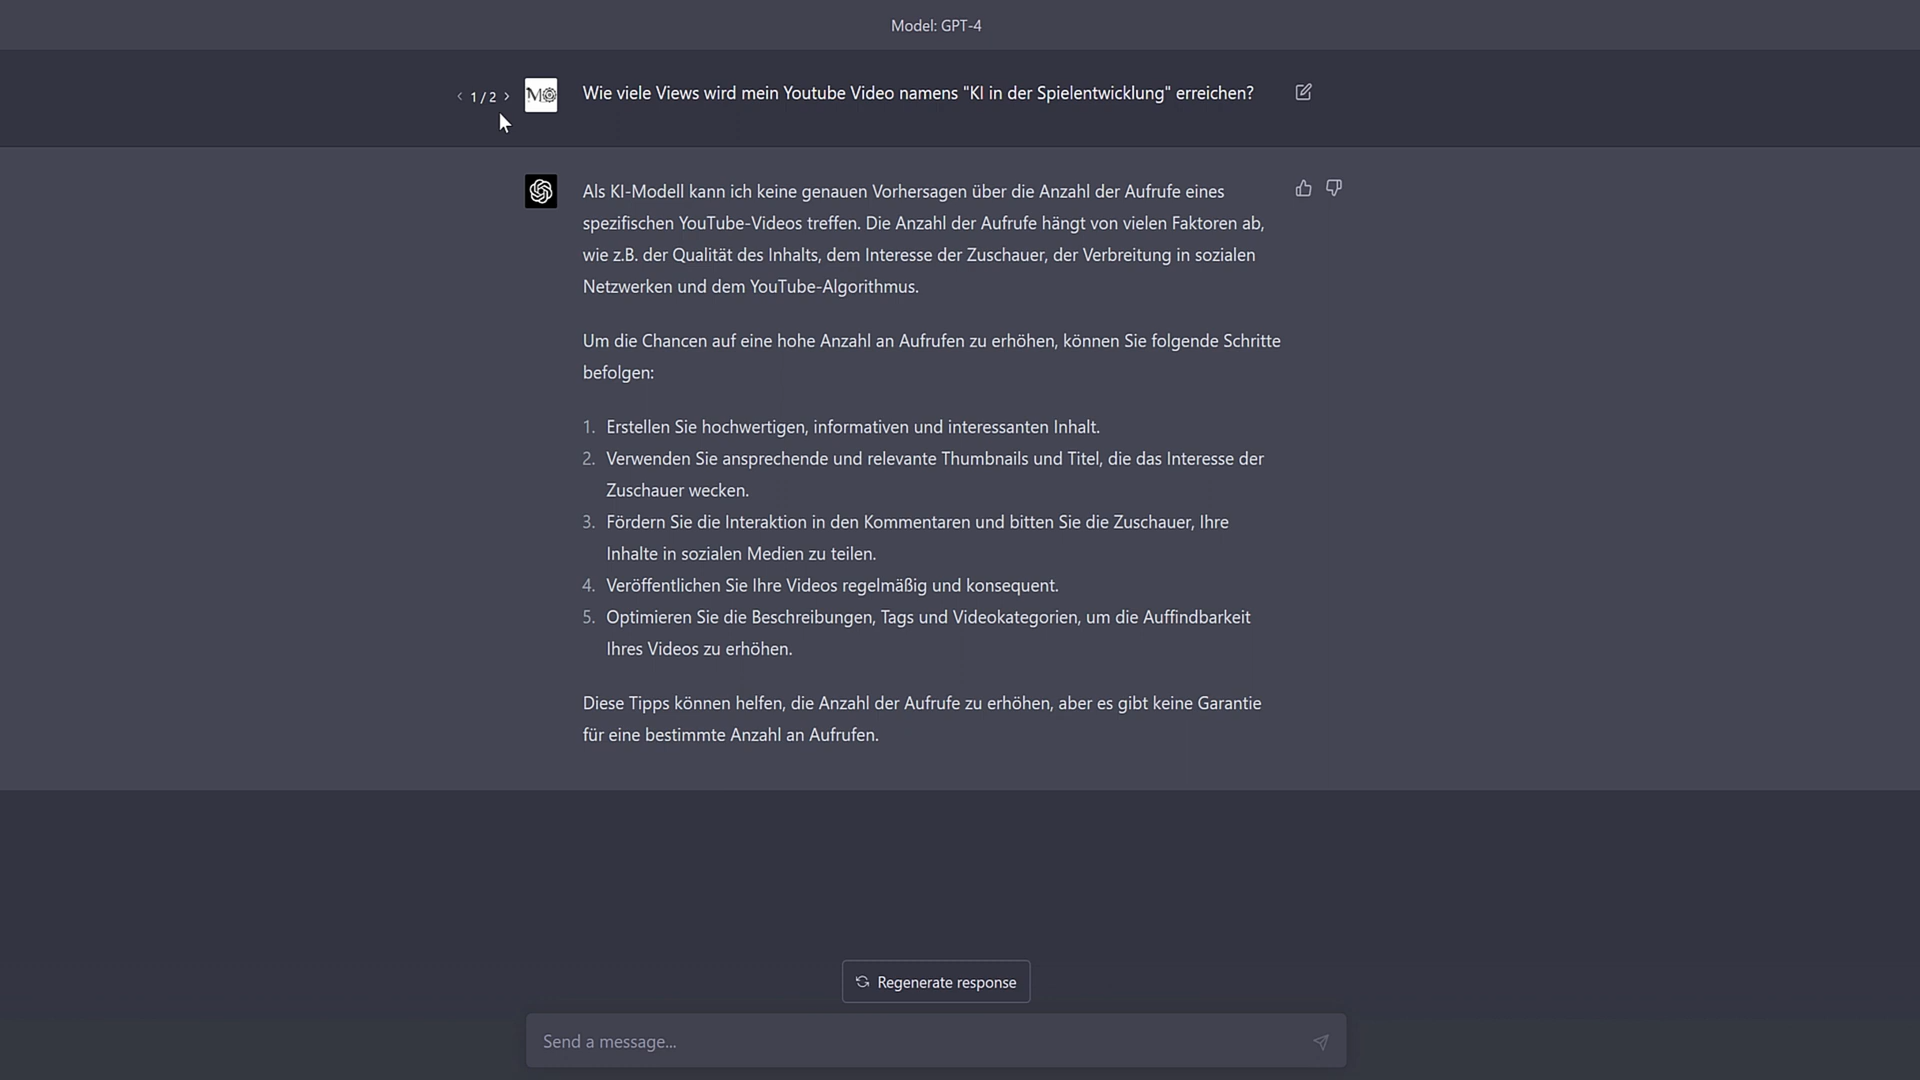 Model: GPT-4
< 1 / 2 >
MO
Wie viele Views wird mein Youtube Video namens "KI in der Spielentwicklung" erreichen?
Als KI-Modell kann ich keine genauen Vorhersagen über die Anzahl der Aufrufe eines
spezifischen YouTube-Videos treffen. Die Anzahl der Aufrufe hängt von vielen Faktoren ab,
wie z.B. der Qualität des Inhalts, dem Interesse der Zuschauer, der Verbreitung in sozialen
Netzwerken und dem YouTube-Algorithmus.
Um die Chancen auf eine hohe Anzahl an Aufrufen zu erhöhen, können Sie folgende Schritte
befolgen:
1. Erstellen Sie hochwertigen, informativen und interessanten Inhalt.
2. Verwenden Sie ansprechende und relevante Thumbnails und Titel, die das Interesse der
Zuschauer wecken.
3. Fördern Sie die Interaktion in den Kommentaren und bitten Sie die Zuschauer, Ihre
Inhalte in sozialen Medien zu teilen.
4. Veröffentlichen Sie Ihre Videos regelmäßig und konsequent.
5. Optimieren Sie die Beschreibungen, Tags und Videokategorien, um die Auffindbarkeit
Ihres Videos zu erhöhen.
Diese Tipps können helfen, die Anzahl der Aufrufe zu erhöhen, aber es gibt keine Garantie
für eine bestimmte Anzahl an Aufrufen.
Regenerate response
Send a message...